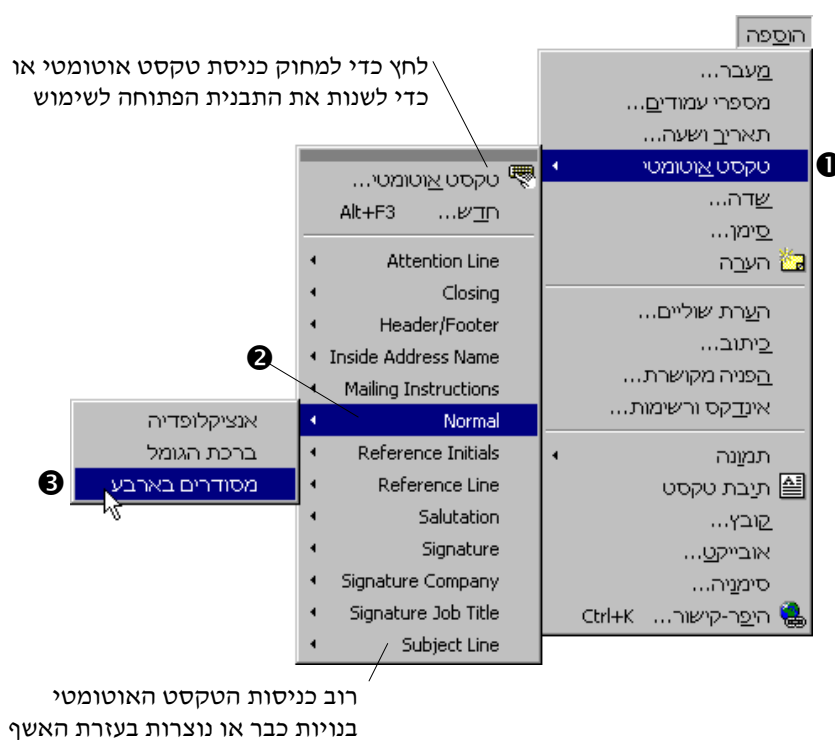 הוספה
לחץ כדי למחוק כניסת טקסט אוטומטי או
כדי לשנות את התבנית הפתוחה לשימוש
מעבר...
מספרי עמודים...
תאריך ושעה...
❶ טקסט אוטומטי
שדה...
סימן...
הערה
הערת שוליים...
כיתוב...
הפניה מקושרת...
אינדקס ורשימות...
תמונה
תיבת טקסט
קובץ...
אובייקט...
סימניה...
היפר-קישור... Ctrl+K
טקסט אוטומטי...
חדש... Alt+F3
Attention Line
Closing
Header/Footer
Inside Address Name
Mailing Instructions
❷ Normal
Reference Initials
Reference Line
Salutation
Signature
Signature Company
Signature Job Title
Subject Line
אנציקלופדיה
ברכת הגומל
❸ מסודרים בארבע
רוב כניסות הטקסט האוטומטי
בנויות כבר או נוצרות בעזרת האשף